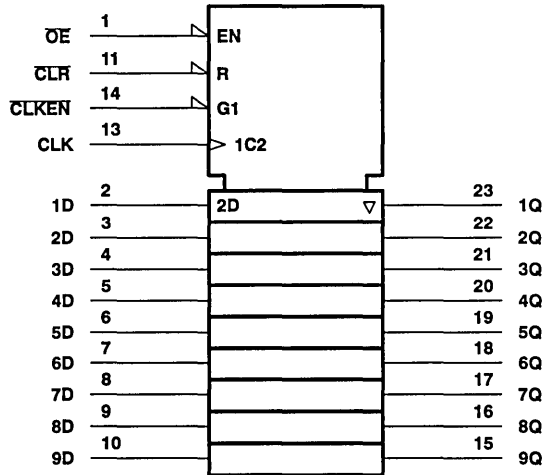 OE 1 EN
CLR 11 R
CLKEN 14 G1
CLK 13 1C2
1D 2 2D 23 1Q
2D 3 22 2Q
3D 4 21 3Q
4D 5 20 4Q
5D 6 19 5Q
6D 7 18 6Q
7D 8 17 7Q
8D 9 16 8Q
9D 10 15 9Q